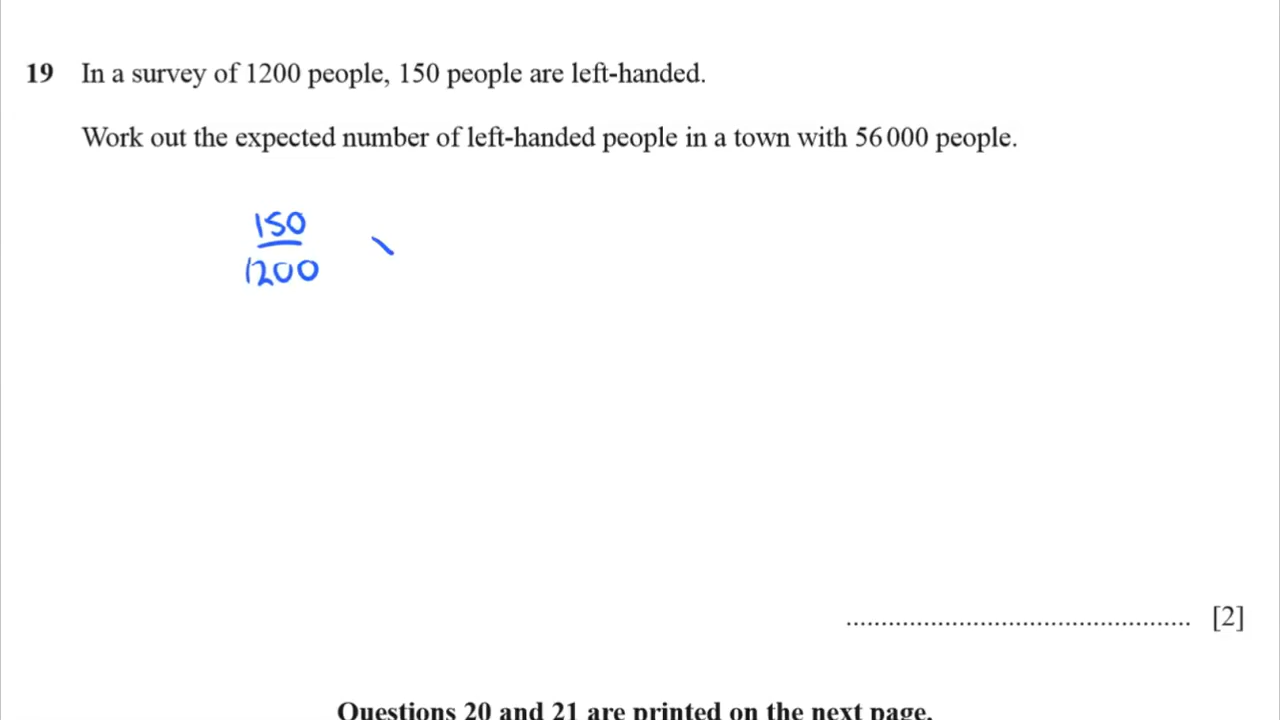 19 In a survey of 1200 people, 150 people are left-handed.
Work out the expected number of left-handed people in a town with 56 000 people.
150
1200
................................................. [2]
Questions 20 and 21 are printed on the next page.